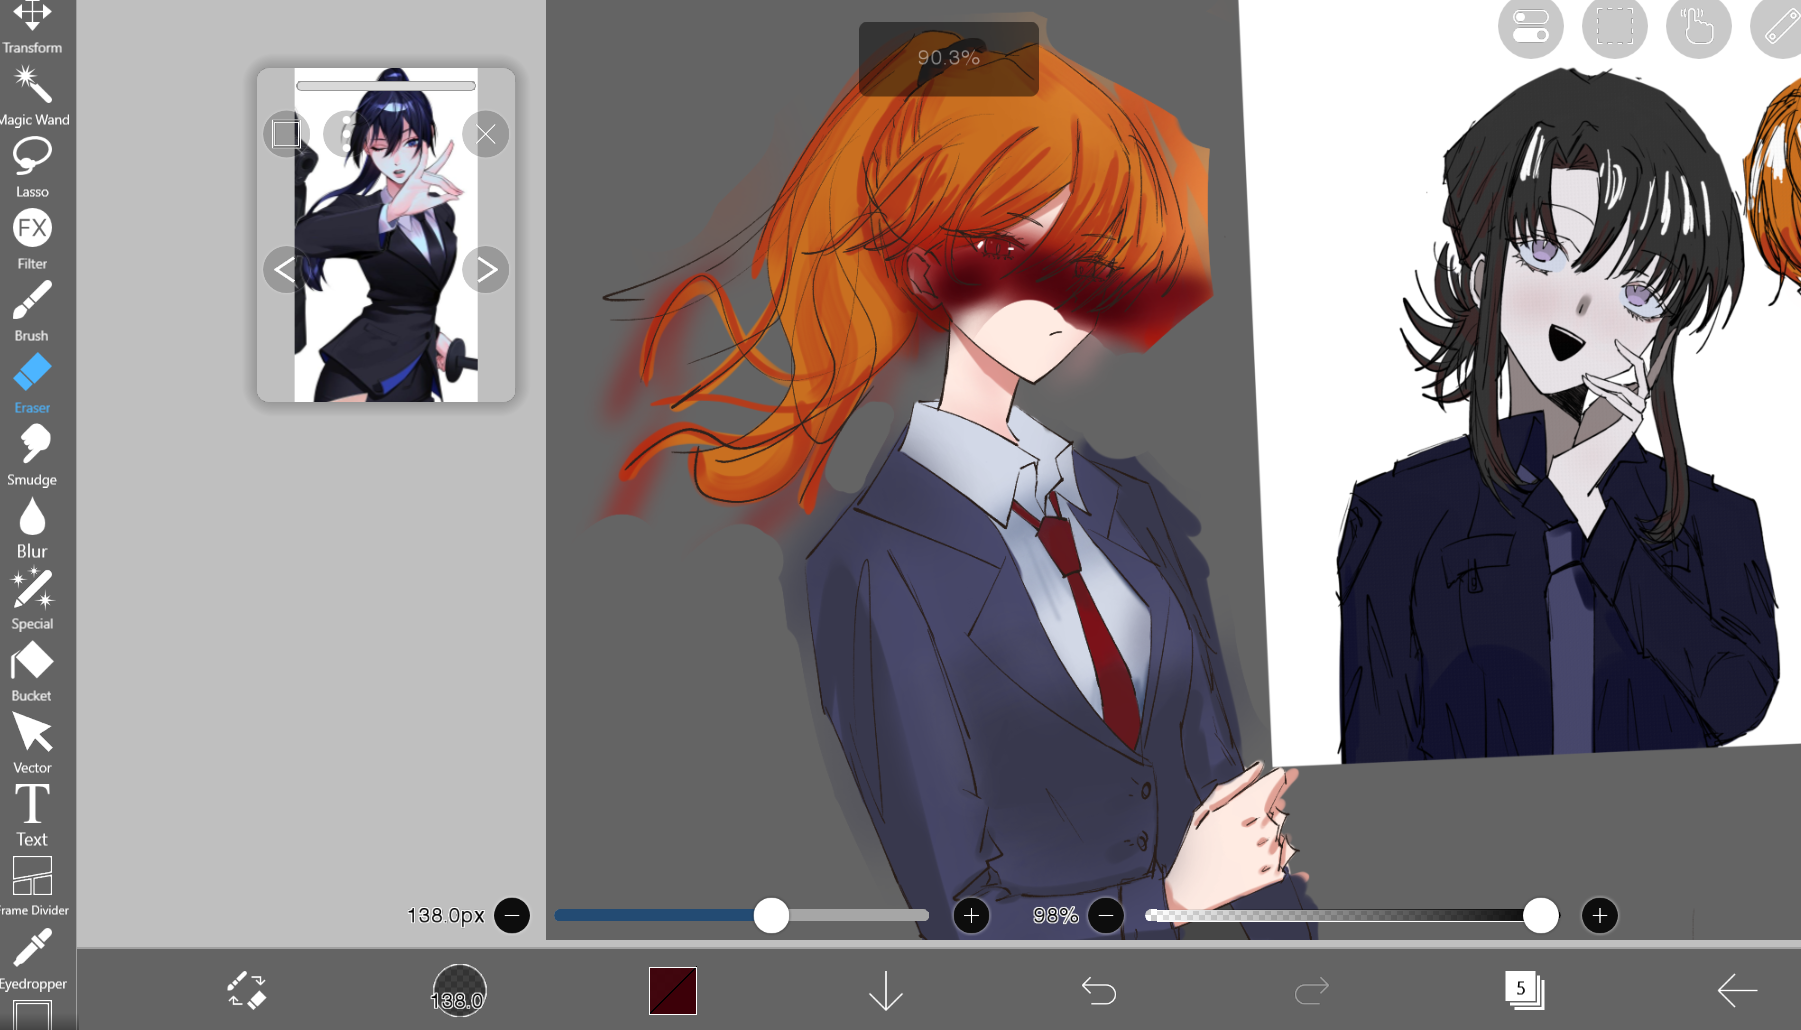 Transform
Magic Wand
Lasso
FX
Filter
Brush
Eraser
Smudge
Blur
Special
Bucket
Vector
T
Text
Frame Divider
Eyedropper
90.3%
138.0px
98%
138.0
5